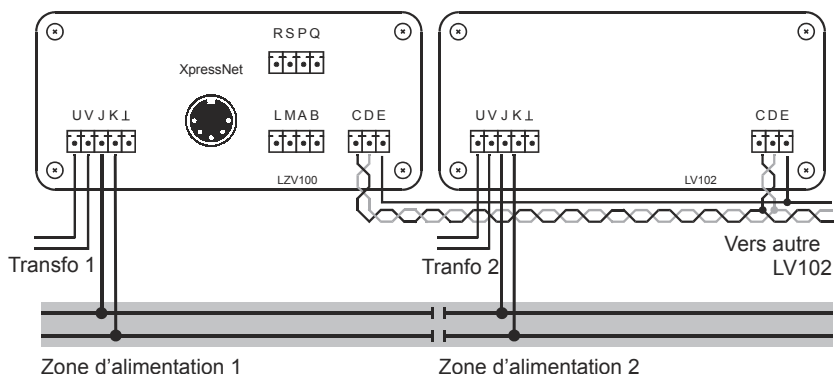 RSPQ
XpressNet
UVJK⊥
LMAB
CDE
LZV100
UVJK⊥
CDE
LV102
Transfo 1
Tranfo 2
Vers autre
LV102
Zone d'alimentation 1
Zone d'alimentation 2